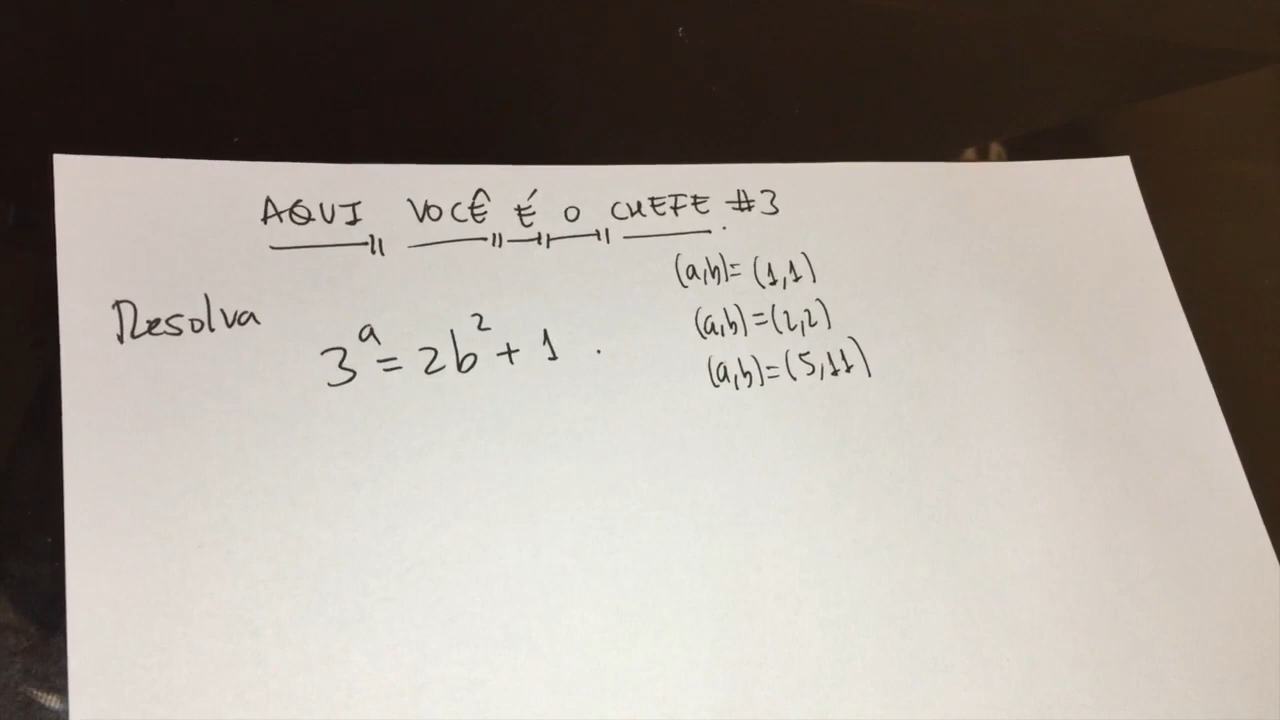 AQUI VOCÊ É O CHEFE #3.
(a,b)=(1,1)
Resolva
3^a=2b^2+1.
(a,b)=(2,2)
(a,b)=(5,11)